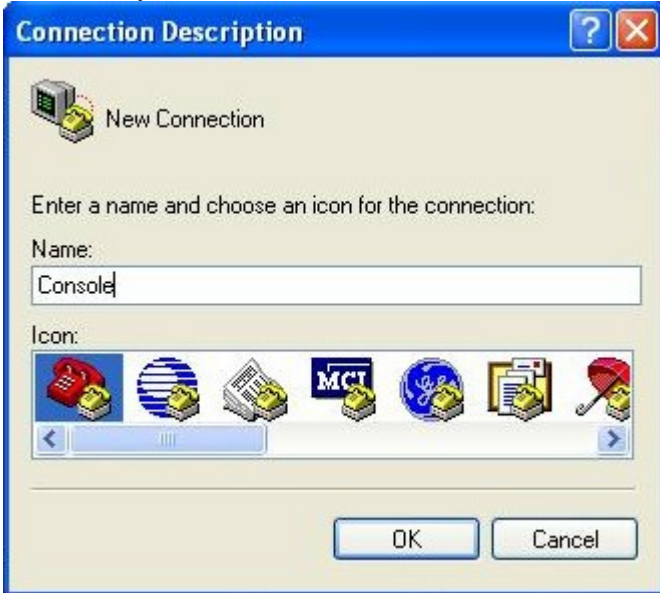 Connection Description
New Connection
Enter a name and choose an icon for the connection:
Name:
Console
Icon:
MCI
OK
Cancel